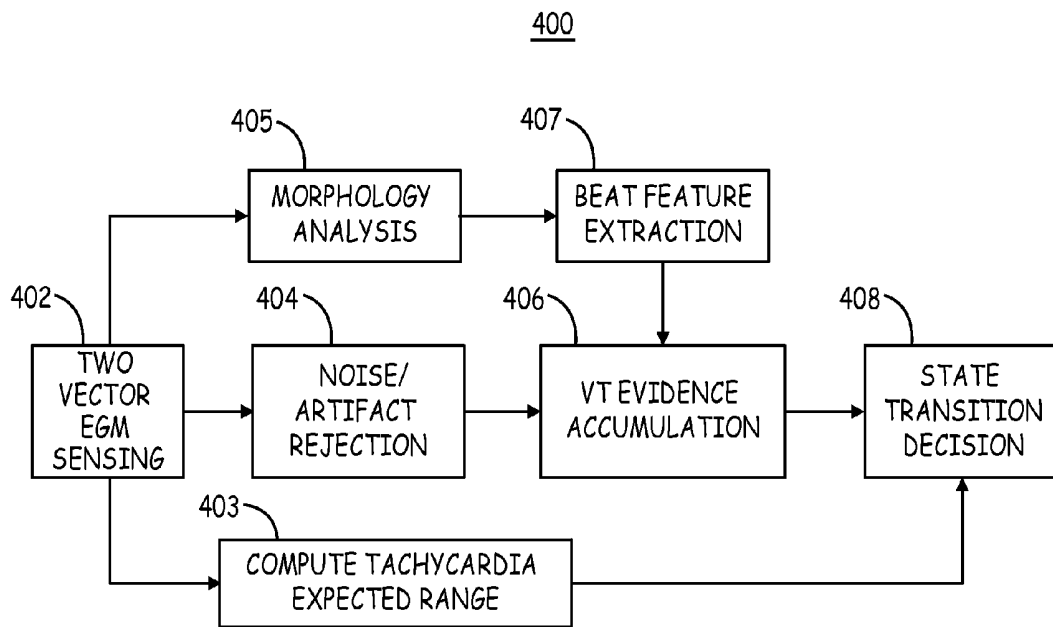 400
405
MORPHOLOGY
ANALYSIS
407
BEAT FEATURE
EXTRACTION
402
TWO
VECTOR
EGM
SENSING
404
NOISE/
ARTIFACT
REJECTION
406
VT EVIDENCE
ACCUMULATION
408
STATE
TRANSITION
DECISION
403
COMPUTE TACHYCARDIA
EXPECTED RANGE